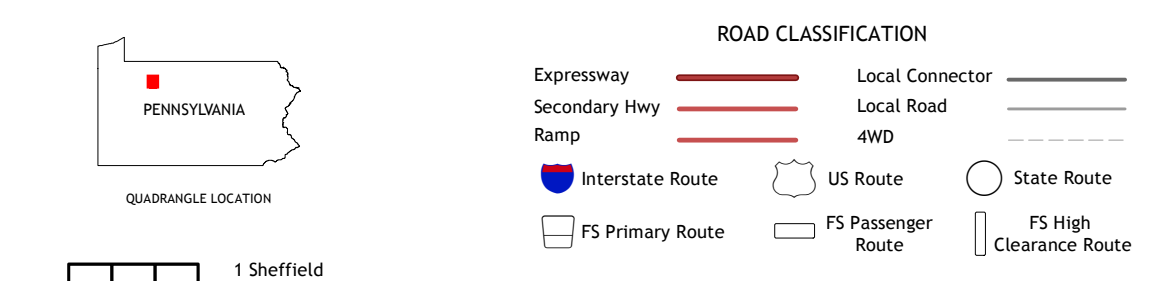 PENNSYLVANIA
QUADRANGLE LOCATION
1 Sheffield
ROAD CLASSIFICATION
Expressway
Local Connector
Secondary Hwy
Local Road
Ramp
4WD
Interstate Route
US Route
State Route
FS Primary Route
FS Passenger
Route
FS High
Clearance Route